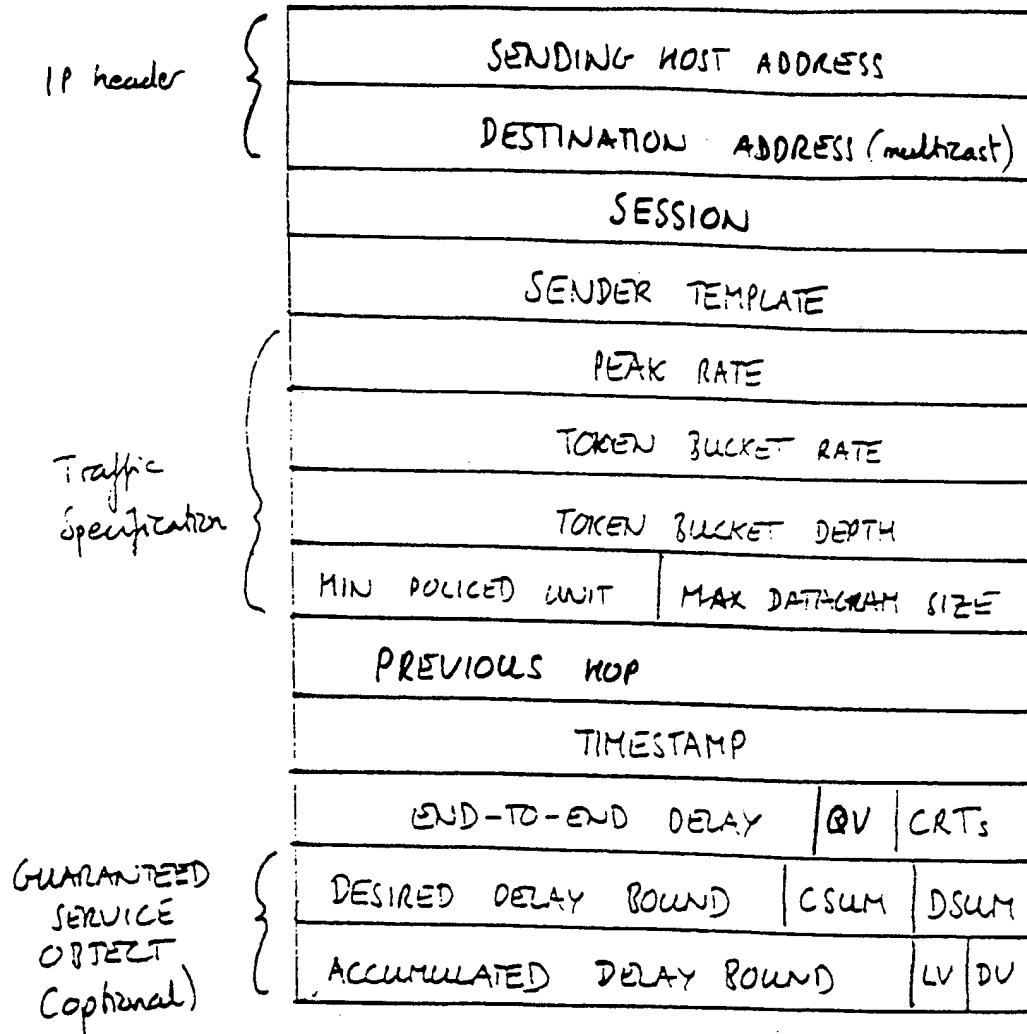 IP header
SENDING HOST ADDRESS
DESTINATION ADDRESS (multicast)
SESSION
SENDER TEMPLATE
Traffic
Specification
PEAK RATE
TOKEN BUCKET RATE
TOKEN BUCKET DEPTH
MIN POLICED UNIT MAX DATAGRAM SIZE
PREVIOUS HOP
TIMESTAMP
END-TO-END DELAY QV CRTs
GUARANTEED
SERVICE
OBJECT
(optional)
DESIRED DELAY BOUND CSUM DSUM
ACCUMULATED DELAY BOUND LV DV